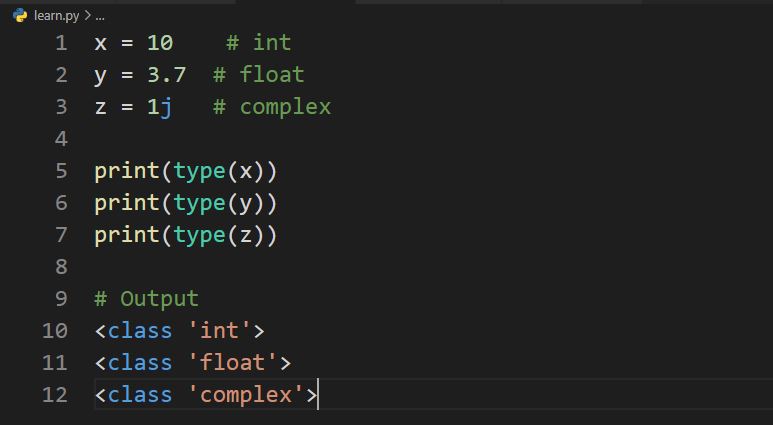 learn.py > ...
1 x = 10    # int
2 y = 3.7  # float
3 z = 1j   # complex
4
5 print(type(x))
6 print(type(y))
7 print(type(z))
8
9 # Output
10 <class 'int'>
11 <class 'float'>
12 <class 'complex'>